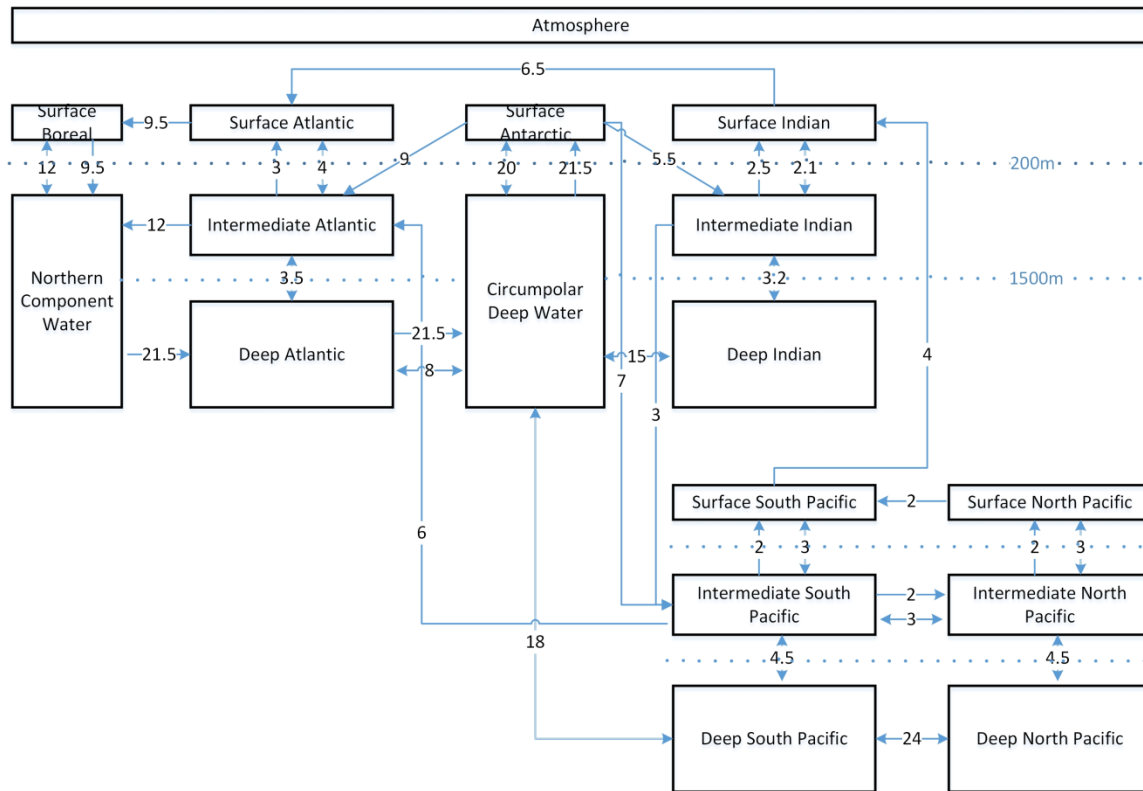 Atmosphere
6.5
Surface
Boreal
9.5
Surface Atlantic
Surface
Antarctic
Surface Indian
12
9.5
3
4
9
20
21.5
5.5
2.5
2.1
200m
Intermediate Atlantic
12
Intermediate Indian
Northern
Component
Water
3.5
Circumpolar
Deep Water
3.2
1500m
21.5
Deep Atlantic
21.5
8
15
Deep Indian
7
3
4
Surface South Pacific
2
Surface North Pacific
6
2
3
2
3
Intermediate South
Pacific
2
3
Intermediate North
Pacific
18
4.5
4.5
Deep South Pacific
24
Deep North Pacific